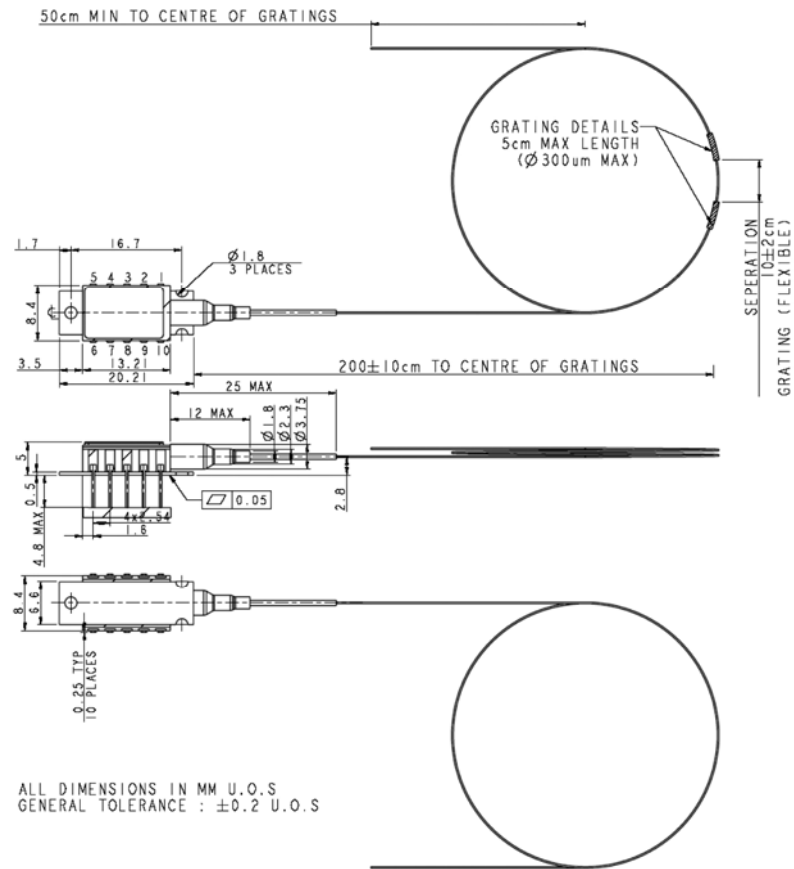 50cm MIN TO CENTRE OF GRATINGS
GRATING DETAILS
5cm MAX LENGTH
(Ø300um MAX)
SEPERATION
10±2cm
GRATING (FLEXIBLE)
1.7
16.7
Ø1.8
3 PLACES
5 4 3 2 1
8.4
6 7 8 9 10
3.5
13.21
20.21
200±10cm TO CENTRE OF GRATINGS
25 MAX
12 MAX
Ø1.8
Ø2.3
Ø3.75
5
0.5
4.8 MAX
0.05
2.8
4x2.54
1.6
8.4
6.6
0.25 TYP
10 PLACES
ALL DIMENSIONS IN MM U.O.S
GENERAL TOLERANCE : ±0.2 U.O.S